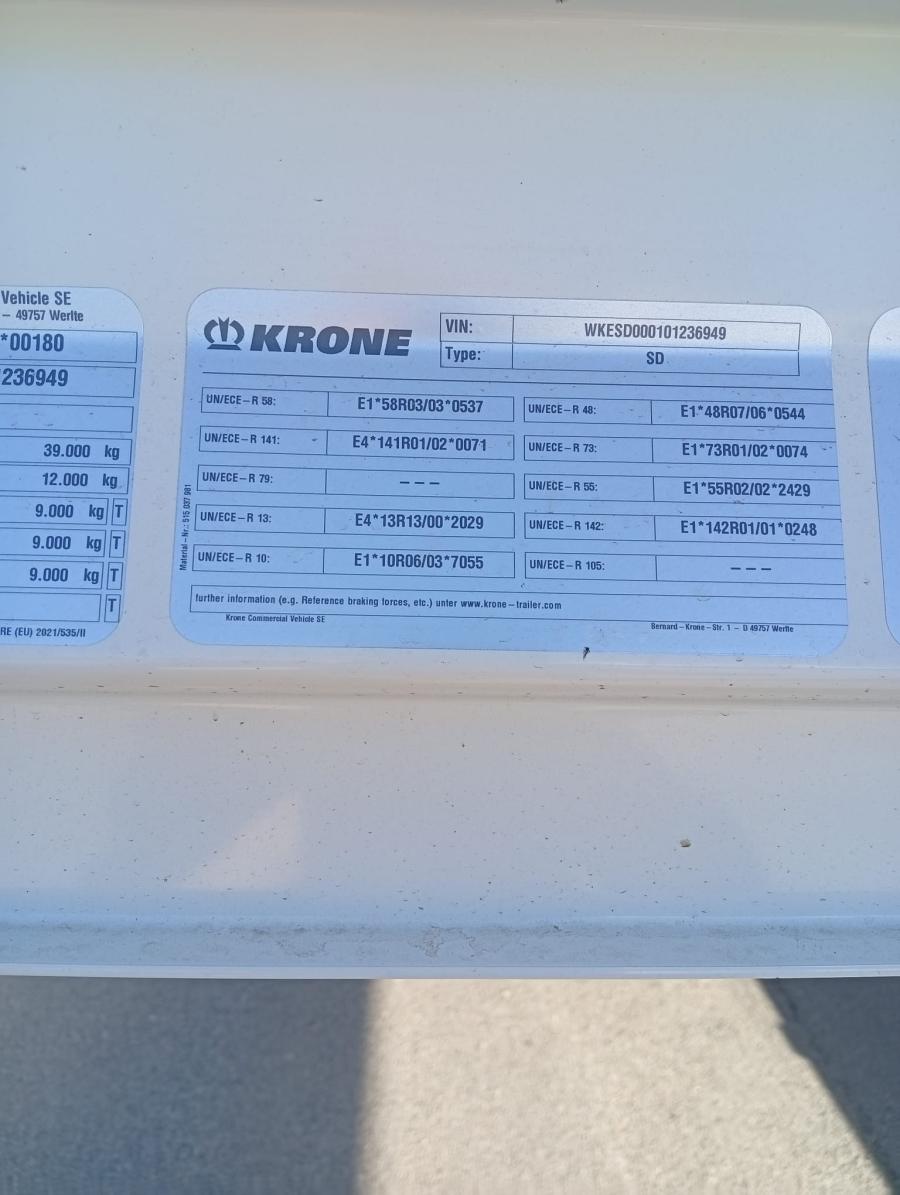 Vehicle SE
– 49757 Werlte
*00180
236949
39.000 kg
12.000 kg
9.000 kg T
9.000 kg T
9.000 kg T
T
RE (EU) 2021/535/II
KRONE
VIN: WKESD000101236949
Type: SD
UN/ECE–R 58: E1*58R03/03*0537 UN/ECE–R 48: E1*48R07/06*0544
UN/ECE–R 141: E4*141R01/02*0071 UN/ECE–R 73: E1*73R01/02*0074
UN/ECE–R 79: – – – UN/ECE–R 55: E1*55R02/02*2429
UN/ECE–R 13: E4*13R13/00*2029 UN/ECE–R 142: E1*142R01/01*0248
UN/ECE–R 10: E1*10R06/03*7055 UN/ECE–R 105: – – –
further information (e.g. Reference braking forces, etc.) unter www.krone–trailer.com
Krone Commercial Vehicle SE Bernard–Krone–Str. 1 – D 49757 Werlte
Material–Nr.: 515 037 981